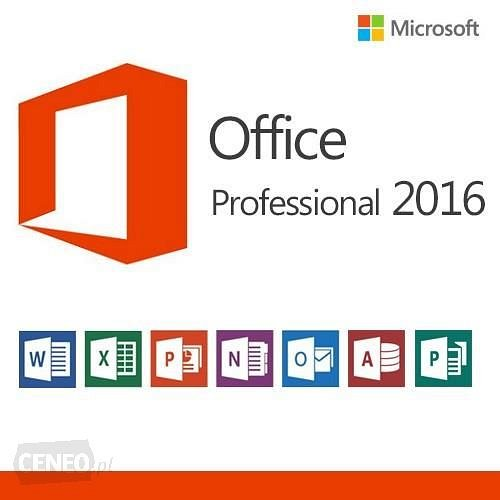 Microsoft
Office
Professional 2016
W X P N O A P
CENEO.pl